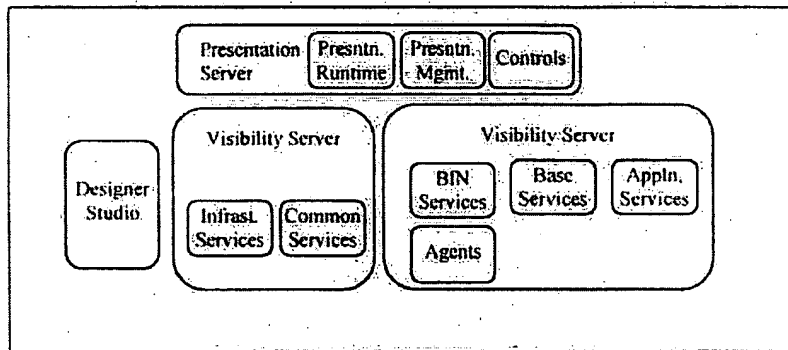 Presentation
Server
Presntn.
Runtime
Presntn.
Mgmt.
Controls
Designer
Studio
Visibility Server
Infrast.
Services
Common
Services
Visibility Server
BIN
Services
Base
Services
Appln.
Services
Agents